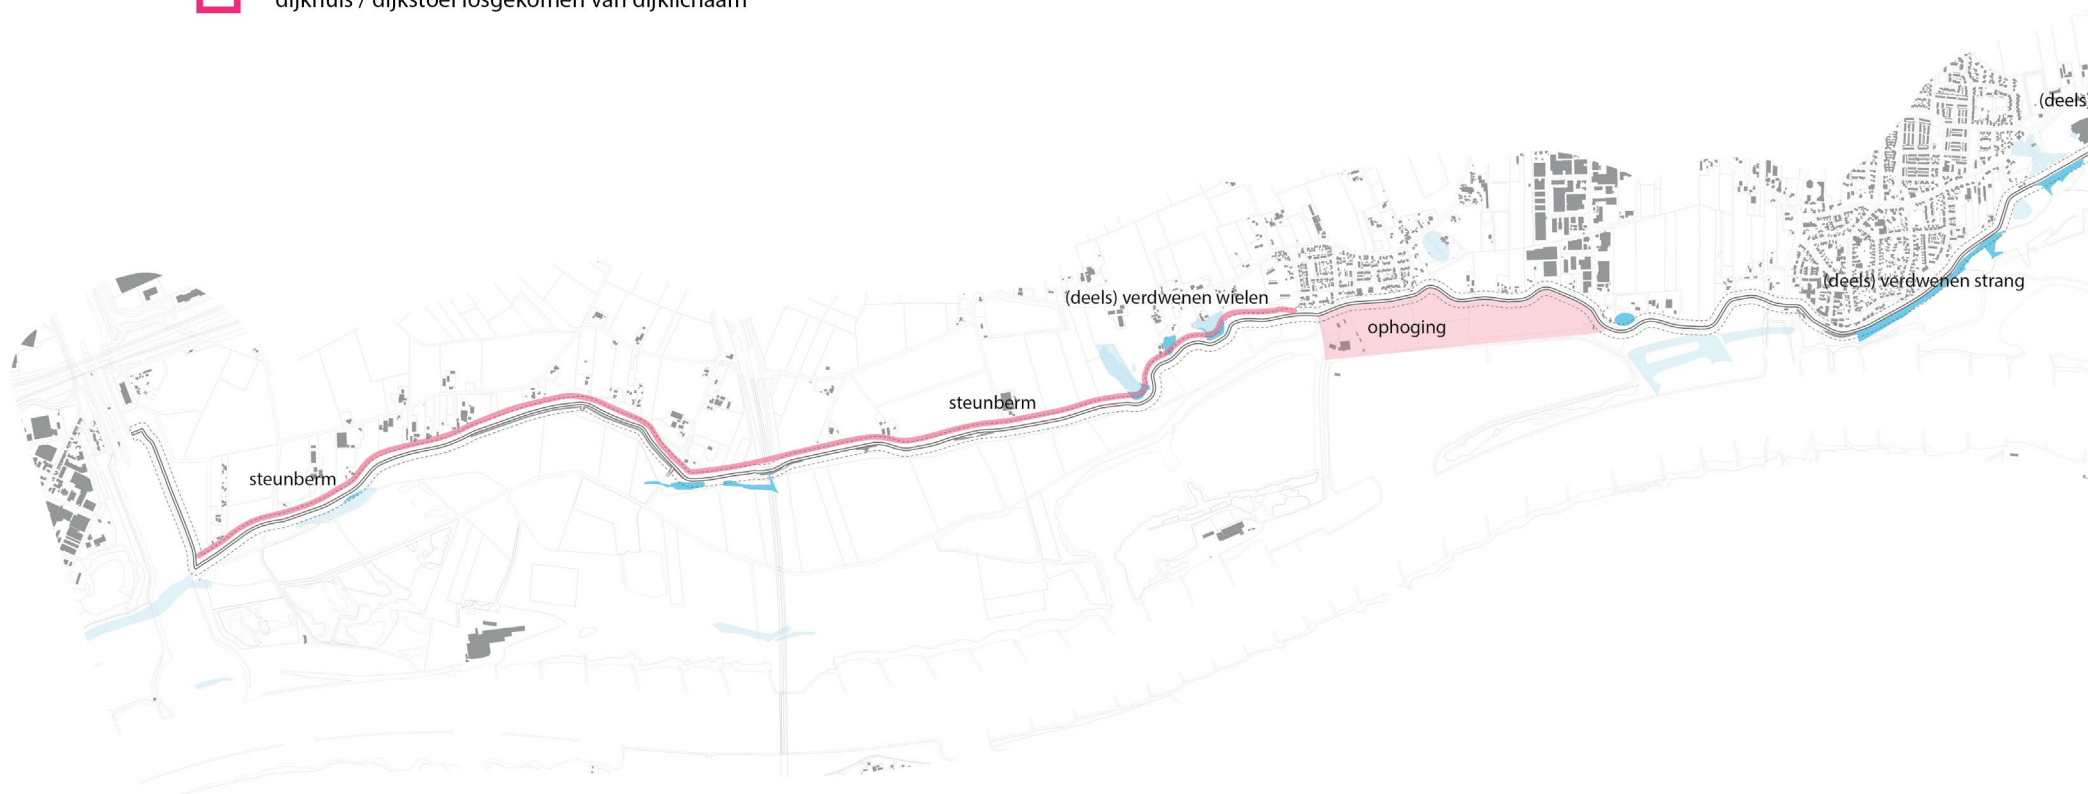 dijkhuis / dijkstoel losgekomen van dijklichaam
(deels)
(deels) verdwenen strang
(deels) verdwenen wielen
ophoging
steunberm
steunberm